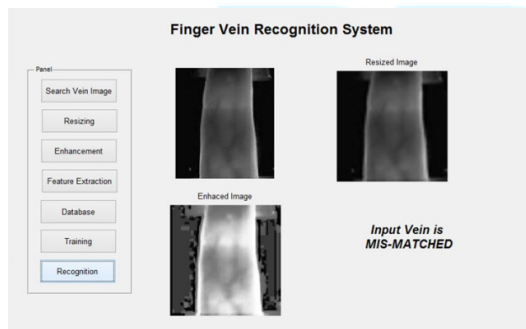 Finger Vein Recognition System
Panel
Search Vein Image
Resizing
Enhancement
Feature Extraction
Database
Training
Recognition
Resized Image
Enhaced Image
Input Vein is
MIS-MATCHED